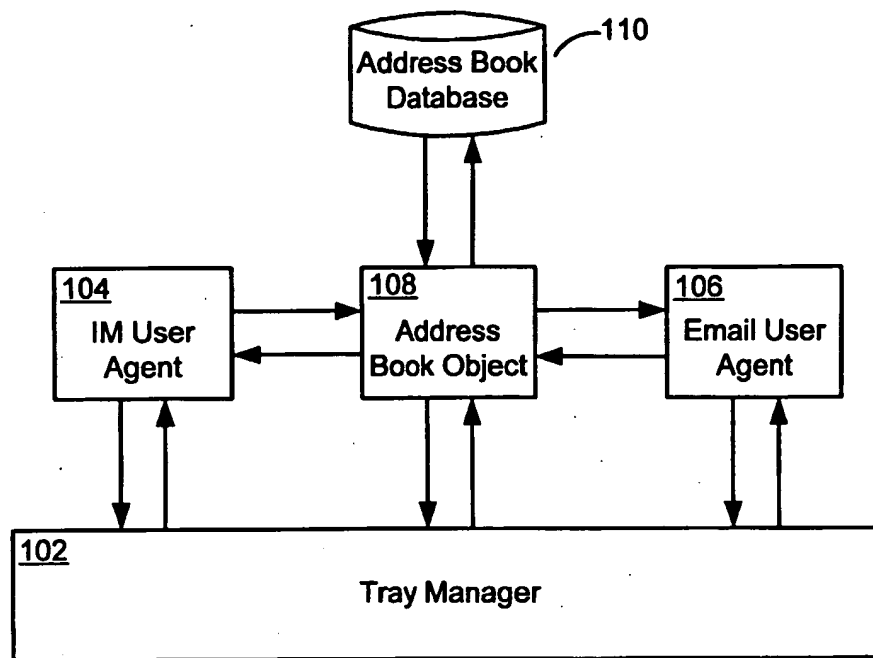 110
Address Book
Database
104
IM User
Agent
108
Address
Book Object
106
Email User
Agent
102
Tray Manager